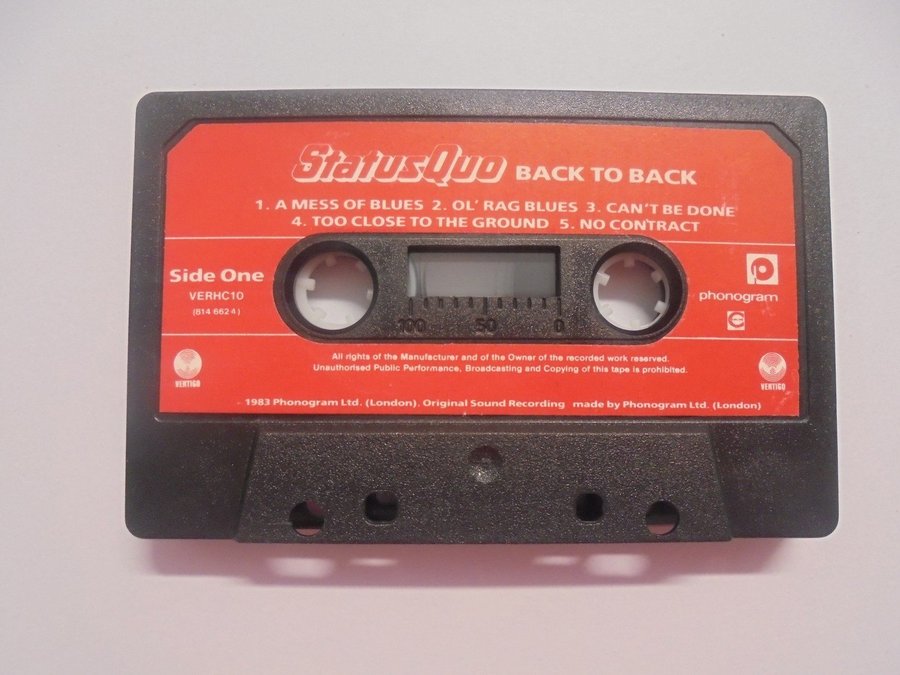 StatusQuo BACK TO BACK
1. A MESS OF BLUES 2. OL' RAG BLUES 3. CAN'T BE DONE
4. TOO CLOSE TO THE GROUND 5. NO CONTRACT
Side One
VERHC10
(814 662 4)
phonogram
100 50 0
All rights of the Manufacturer and of the Owner of the recorded work reserved.
Unauthorised Public Performance, Broadcasting and Copying of this tape is prohibited.
VERTIGO
VERTIGO
1983 Phonogram Ltd. (London). Original Sound Recording made by Phonogram Ltd. (London)